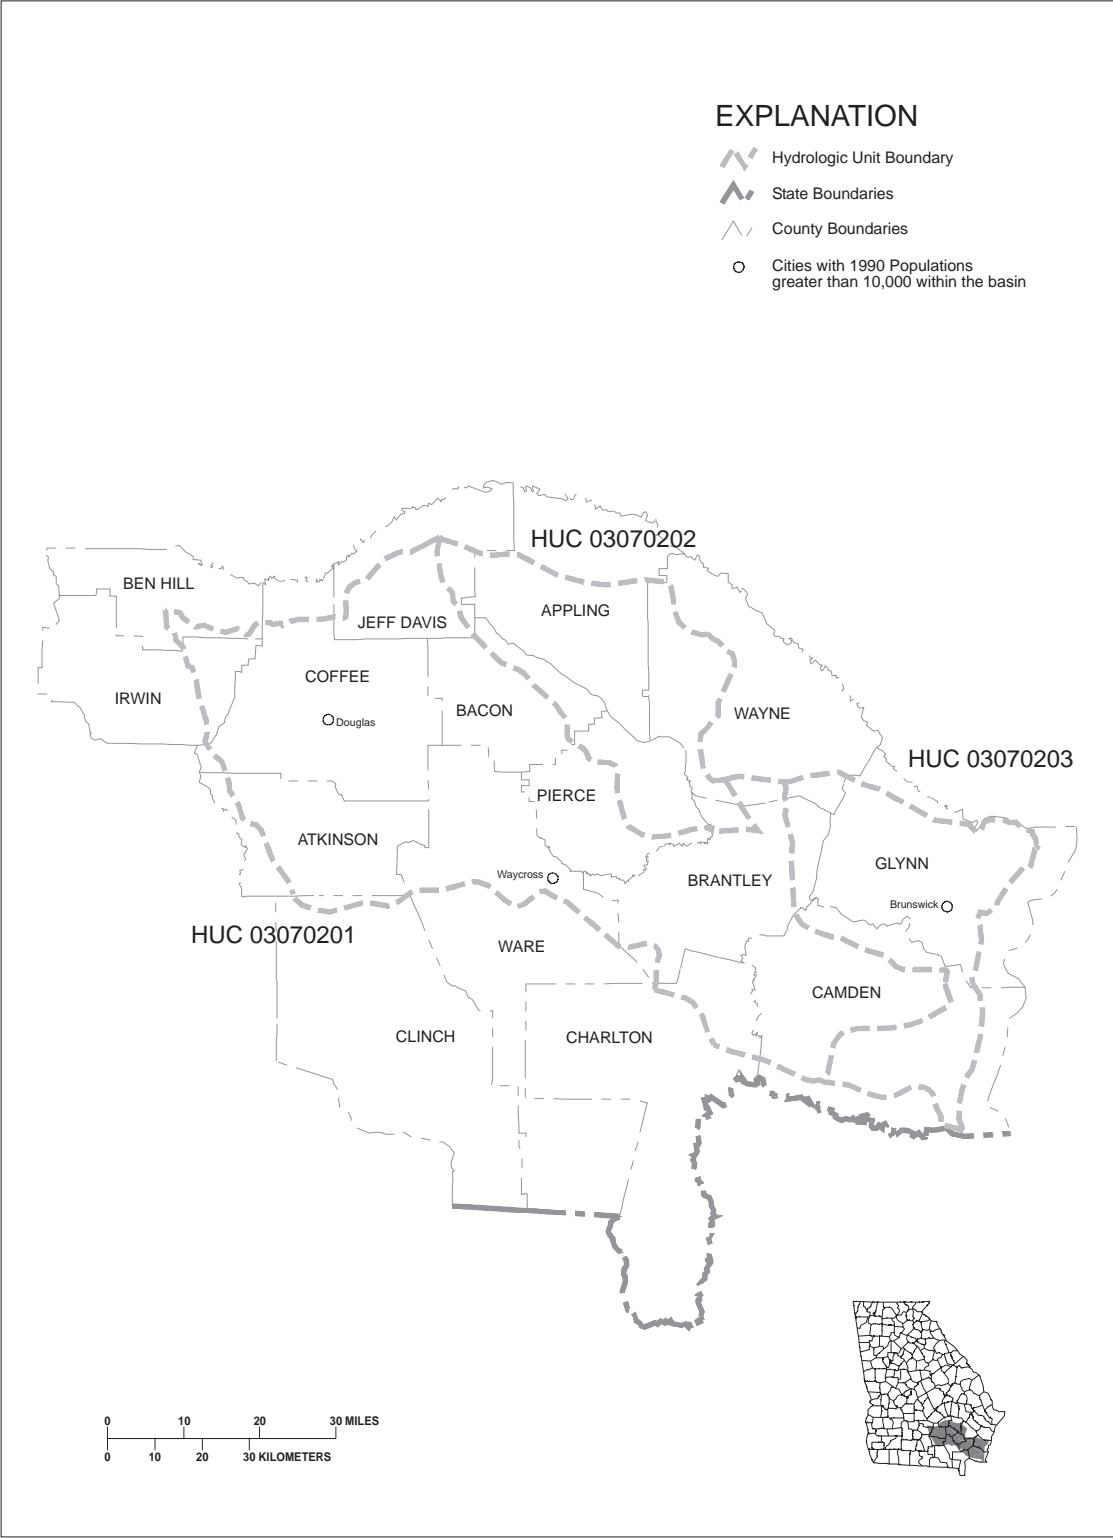 EXPLANATION
Hydrologic Unit Boundary
State Boundaries
County Boundaries
Cities with 1990 Populations
greater than 10,000 within the basin
HUC 03070202
BEN HILL
APPLING
JEFF DAVIS
COFFEE
IRWIN
BACON
WAYNE
Douglas
HUC 03070203
PIERCE
ATKINSON
GLYNN
Waycross
BRANTLEY
Brunswick
HUC 03070201
WARE
CAMDEN
CLINCH
CHARLTON
0 10 20 30 MILES
0 10 20 30 KILOMETERS